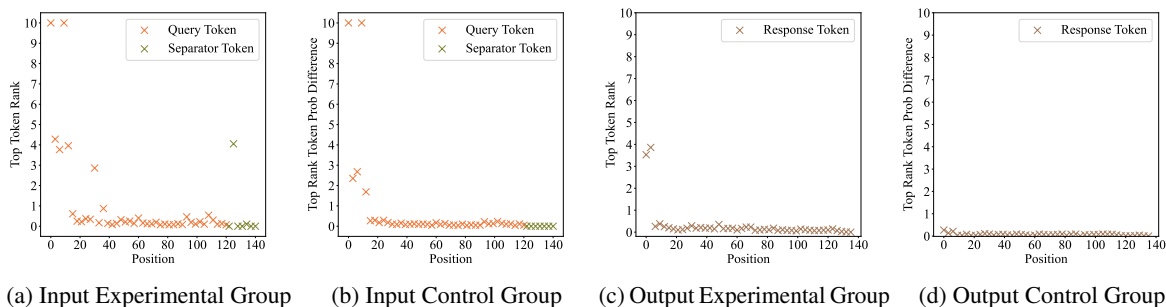 10
9
8
7
6
5
4
3
2
1
0
Top Token Rank
Query Token
Separator Token
0 20 40 60 80 100 120 140
Position
(a) Input Experimental Group
10
9
8
7
6
5
4
3
2
1
0
Top Rank Token Prob Difference
Query Token
Separator Token
0 20 40 60 80 100 120 140
Position
(b) Input Control Group
10
9
8
7
6
5
4
3
2
1
0
Top Token Rank
Response Token
0 20 40 60 80 100 120 140
Position
(c) Output Experimental Group
10
9
8
7
6
5
4
3
2
1
0
Top Rank Token Prob Difference
Response Token
0 20 40 60 80 100 120 140
Position
(d) Output Control Group